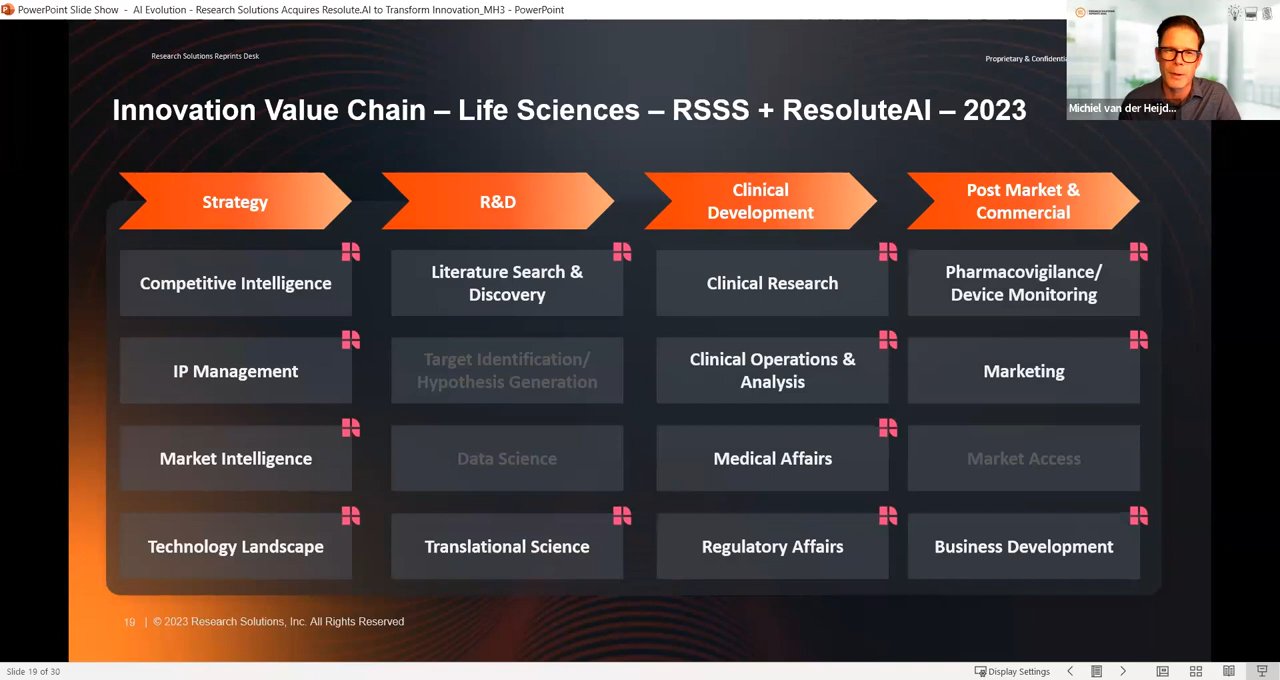 PowerPoint Slide Show - AI Evolution - Research Solutions Acquires Resolute.AI to Transform Innovation_MH3 - PowerPoint
Research Solutions Reprints Desk
Proprietary &
Michiel van der Heijd...
Innovation Value Chain – Life Sciences – RSSS + ResoluteAI – 2023
Strategy
R&D
Clinical
Development
Post Market &
Commercial
Competitive Intelligence
Literature Search &
Discovery
Clinical Research
Pharmacovigilance/
Device Monitoring
IP Management
Target Identification/
Hypothesis Generation
Clinical Operations &
Analysis
Marketing
Market Intelligence
Data Science
Medical Affairs
Market Access
Technology Landscape
Translational Science
Regulatory Affairs
Business Development
19 | © 2023 Research Solutions, Inc. All Rights Reserved
Slide 19 of 30
Display Settings